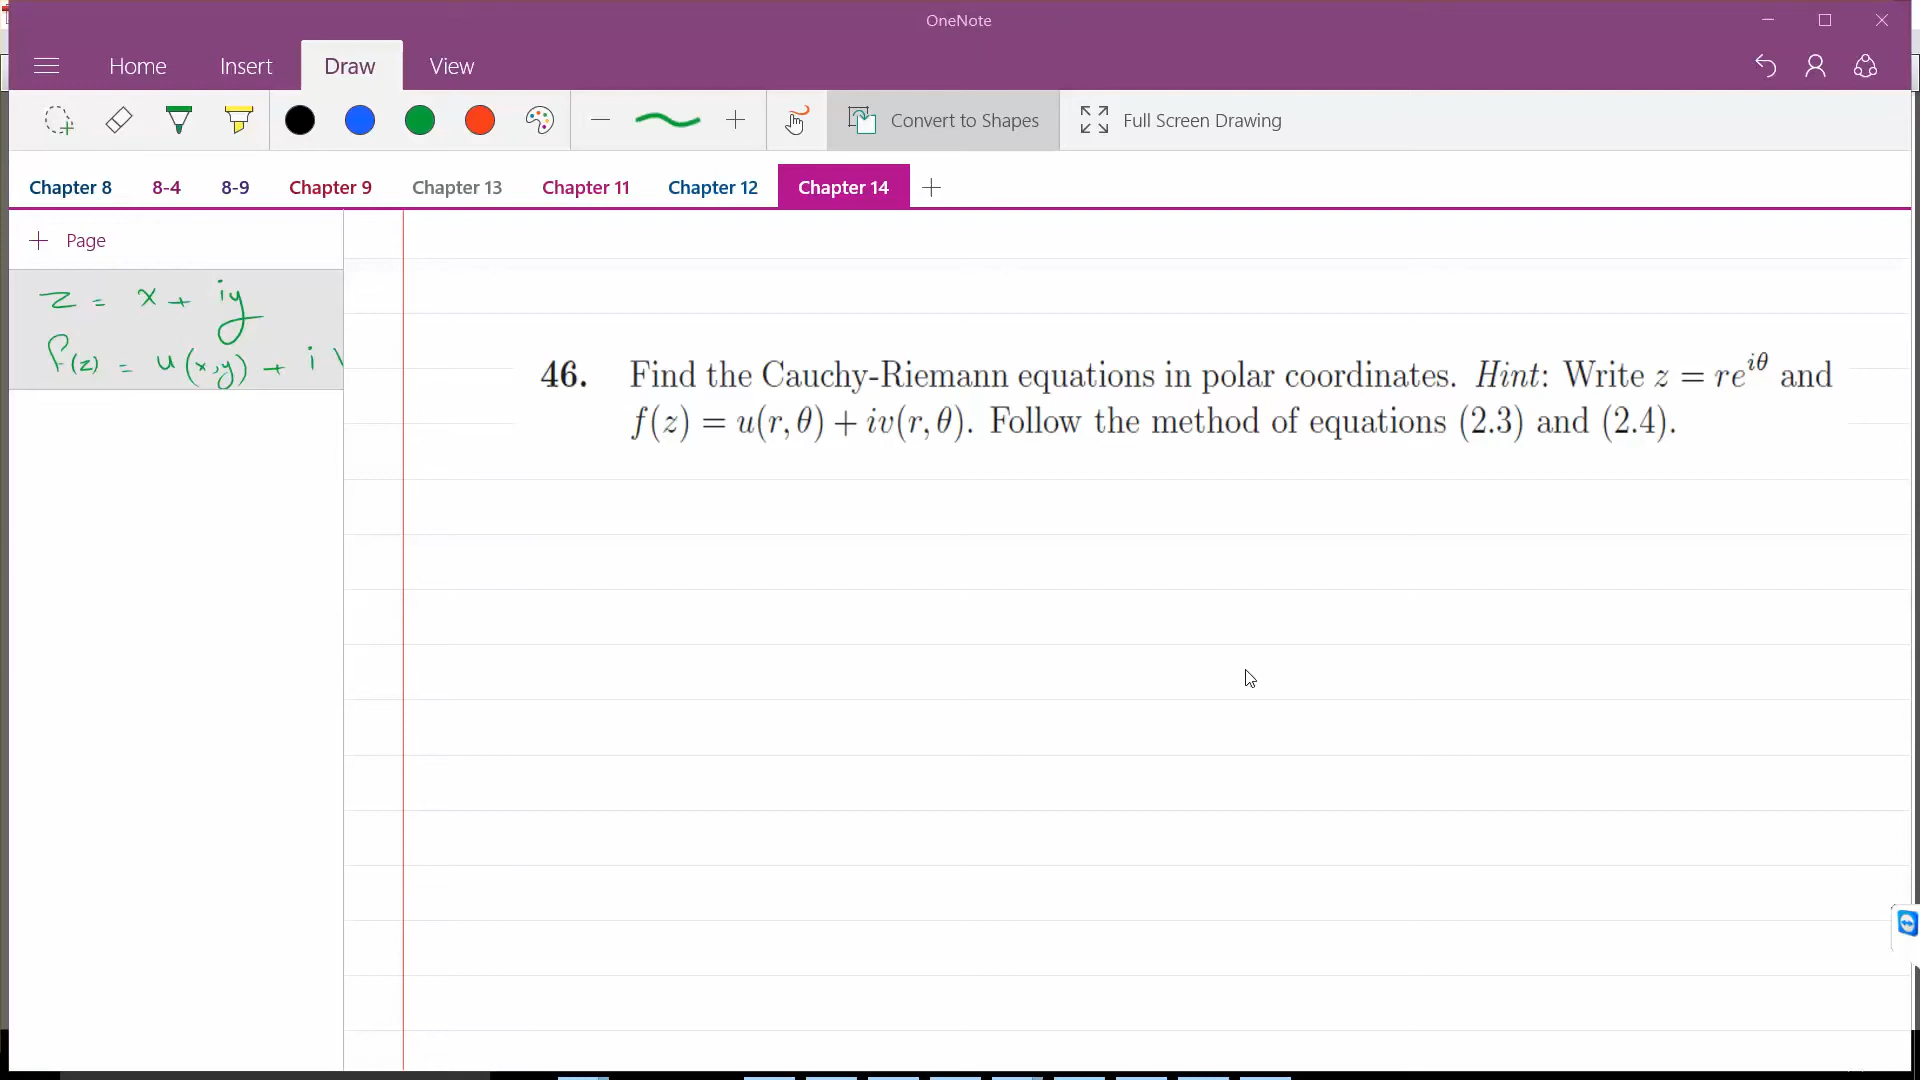 OneNote
Home Insert Draw View
Convert to Shapes Full Screen Drawing
Chapter 8 8-4 8-9 Chapter 9 Chapter 13 Chapter 11 Chapter 12 Chapter 14
Page
z = x + iy
f(z) = u(x,y) + i
46. Find the Cauchy-Riemann equations in polar coordinates. Hint: Write z = re^{iθ} and
f(z) = u(r, θ) + iv(r, θ). Follow the method of equations (2.3) and (2.4).